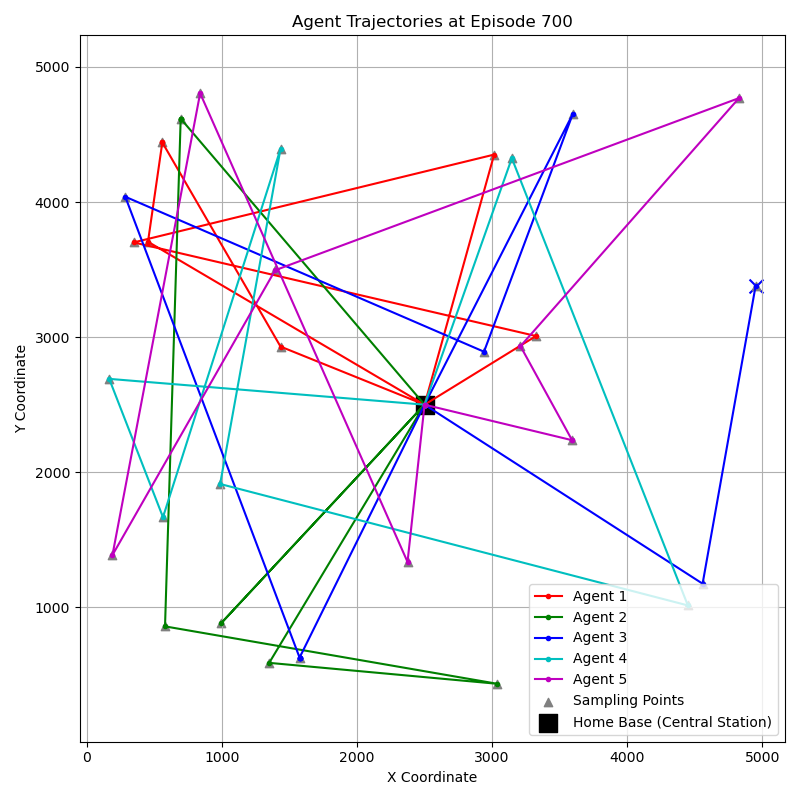 Agent Trajectories at Episode 700
5000
4000
3000
2000
1000
Y Coordinate
0
1000
2000
3000
4000
5000
X Coordinate
Agent 1
Agent 2
Agent 3
Agent 4
Agent 5
Sampling Points
Home Base (Central Station)